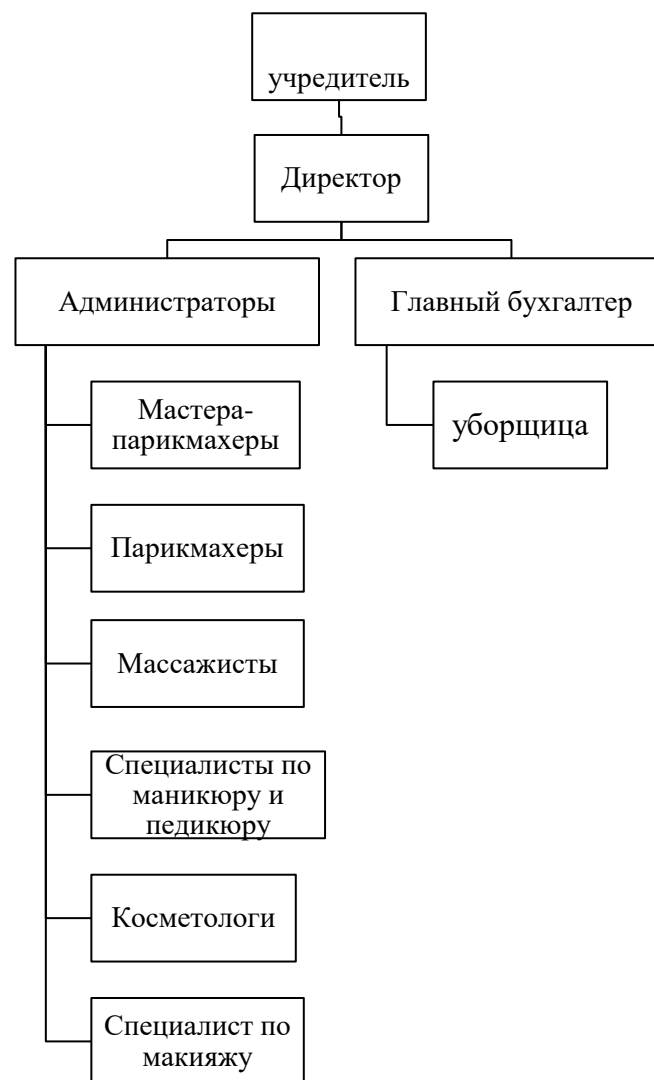 учредитель
Директор
Администраторы
Главный бухгалтер
Мастера-
парикмахеры
уборщица
Парикмахеры
Массажисты
Специалисты по
маникюру и
педикюру
Косметологи
Специалист по
макияжу